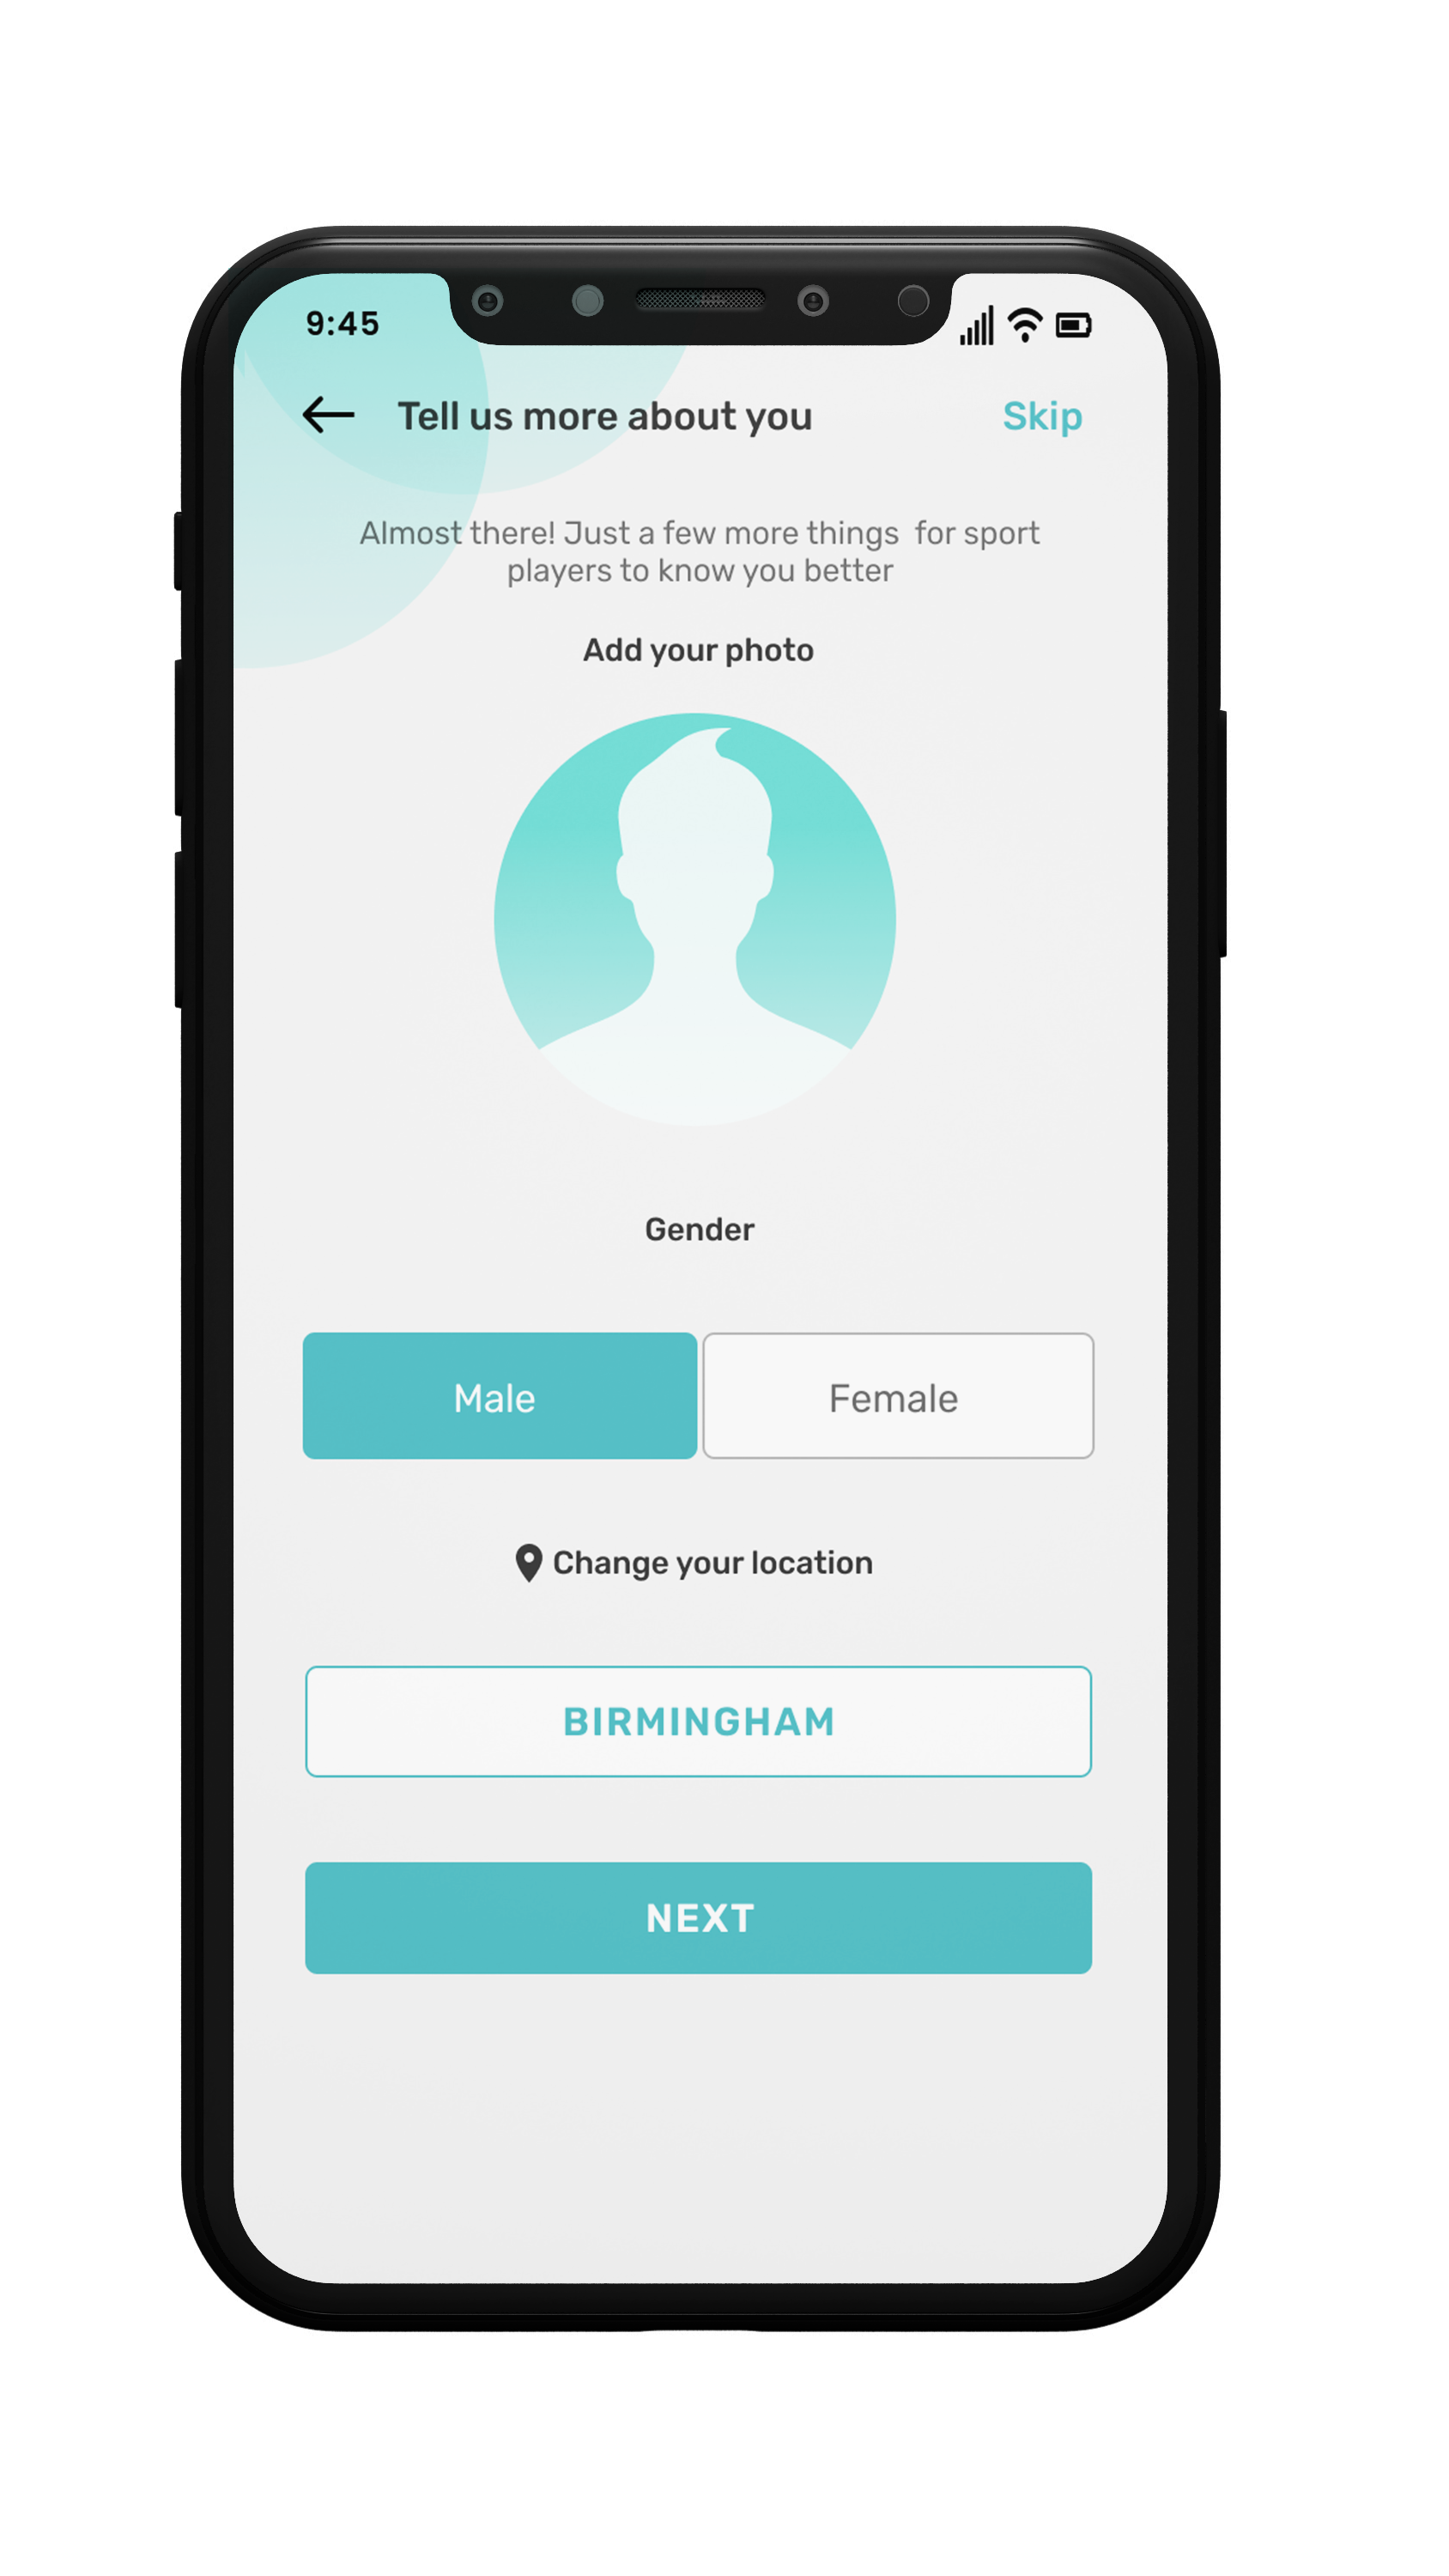 9:45
Tell us more about you
Skip
Almost there! Just a few more things  for sport
players to know you better
Add your photo
Gender
Male
Female
Change your location
BIRMINGHAM
NEXT